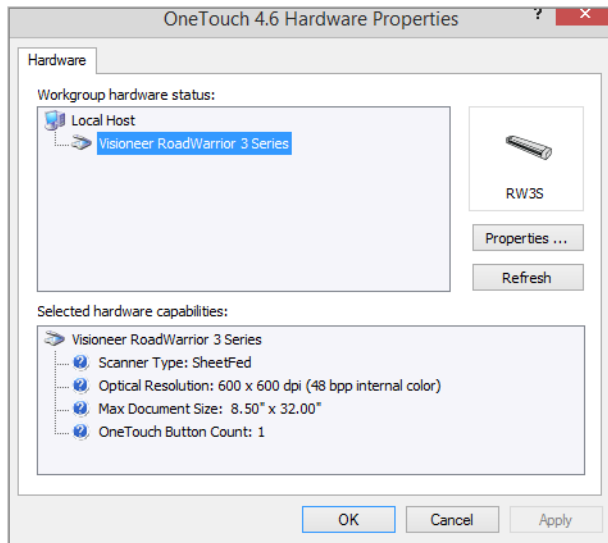 OneTouch 4.6 Hardware Properties
?
Hardware
Workgroup hardware status:
Local Host
Visioneer RoadWarrior 3 Series
RW3S
Properties ...
Refresh
Selected hardware capabilities:
Visioneer RoadWarrior 3 Series
Scanner Type: SheetFed
Optical Resolution: 600 x 600 dpi (48 bpp internal color)
Max Document Size: 8.50" x 32.00"
OneTouch Button Count: 1
OK
Cancel
Apply